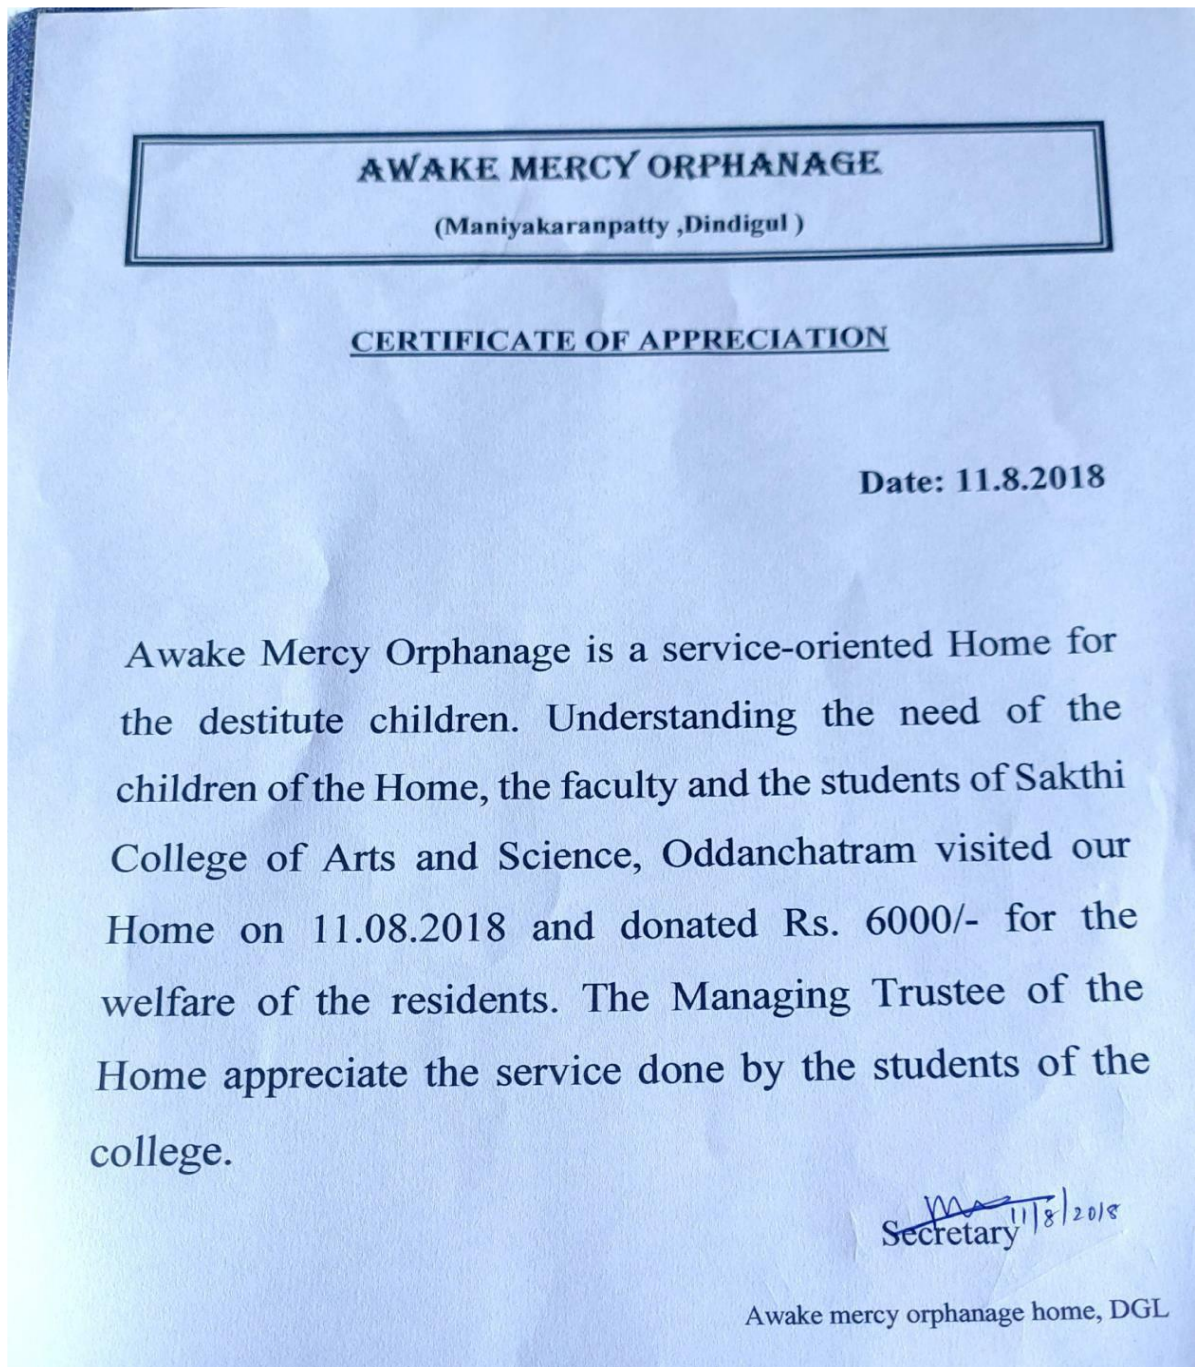 AWAKE MERCY ORPHANAGE
(Maniyakaranpatty ,Dindigul )
CERTIFICATE OF APPRECIATION
Date: 11.8.2018
Awake Mercy Orphanage is a service-oriented Home for
the destitute children. Understanding the need of the
children of the Home, the faculty and the students of Sakthi
College of Arts and Science, Oddanchatram visited our
Home on 11.08.2018 and donated Rs. 6000/- for the
welfare of the residents. The Managing Trustee of the
Home appreciate the service done by the students of the
college.
11/8/2018
Secretary
Awake mercy orphanage home, DGL